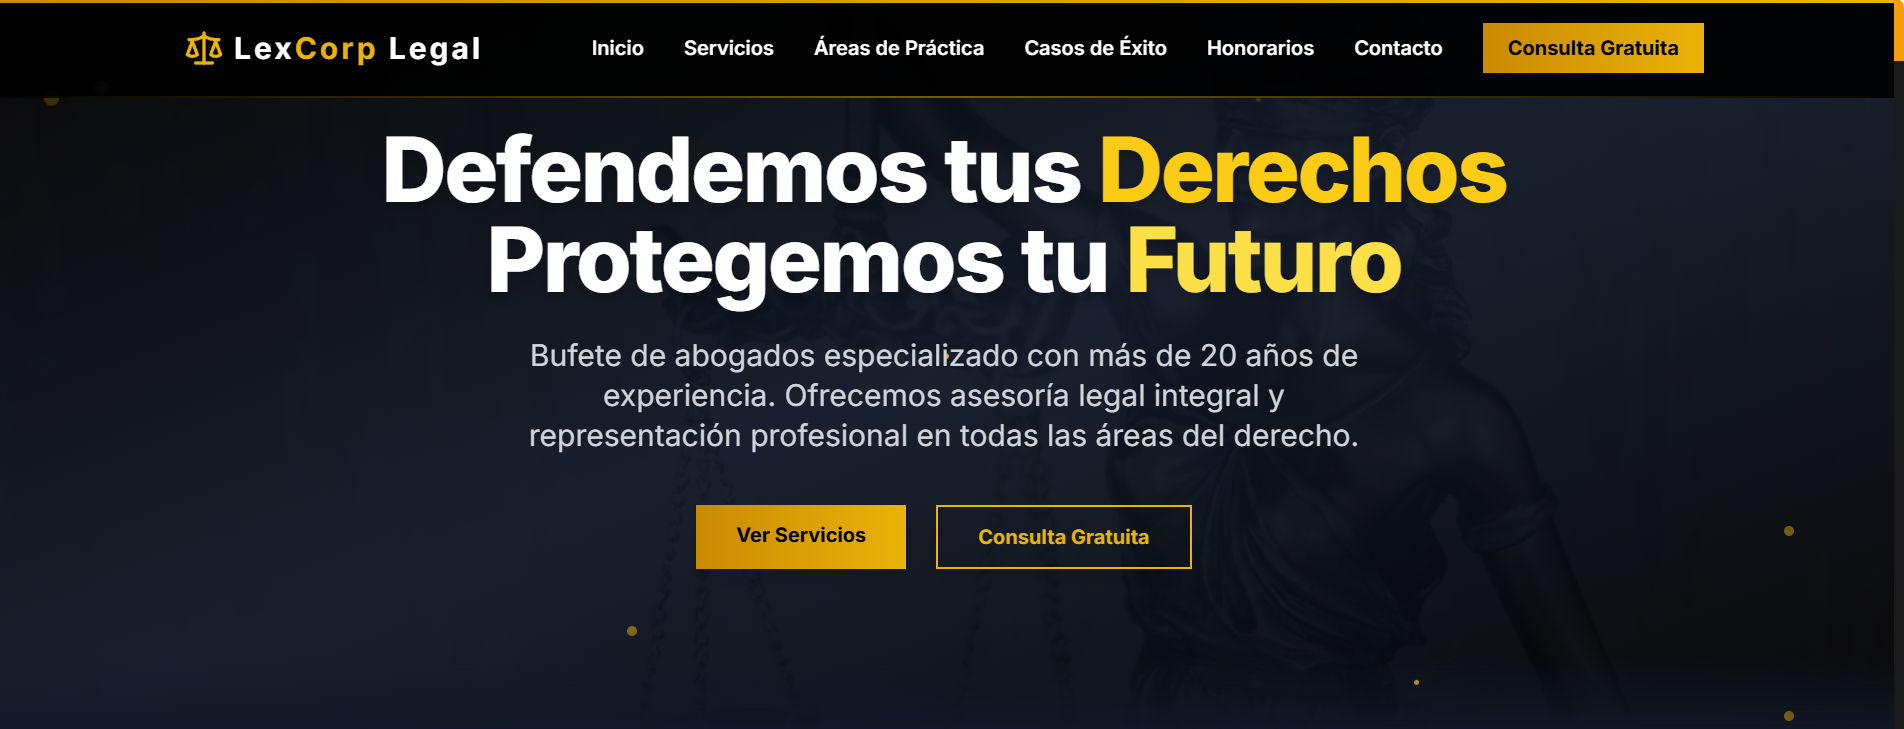 LexCorp Legal
Inicio
Servicios
Áreas de Práctica
Casos de Éxito
Honorarios
Contacto
Consulta Gratuita
Defendemos tus Derechos
Protegemos tu Futuro
Bufete de abogados especializado con más de 20 años de
experiencia. Ofrecemos asesoría legal integral y
representación profesional en todas las áreas del derecho.
Ver Servicios
Consulta Gratuita